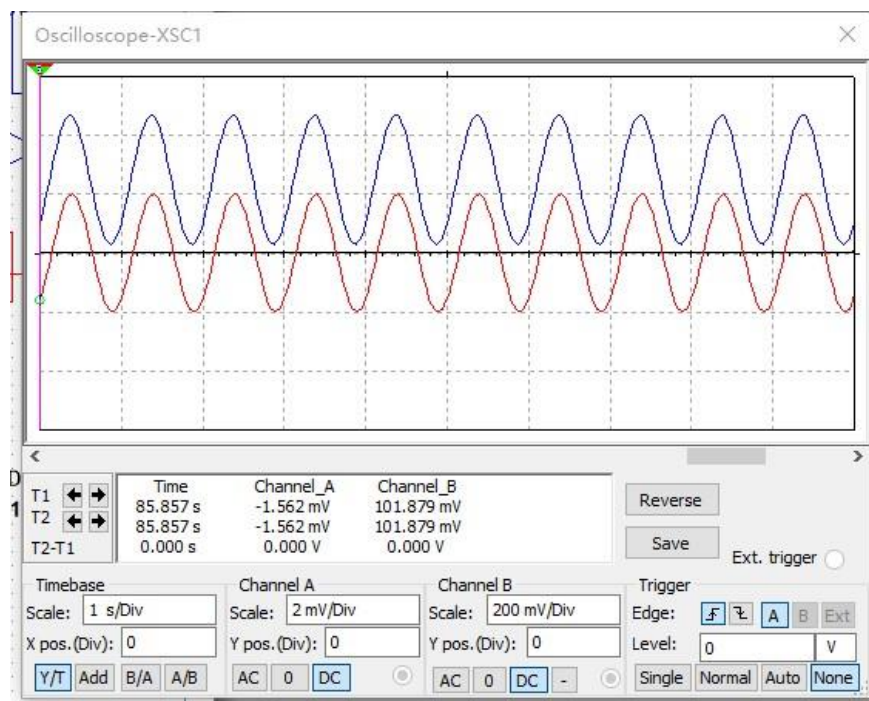 Oscilloscope-XSC1
T1
T2
T2-T1
Time Channel_A Channel_B
85.857 s -1.562 mV 101.879 mV
85.857 s -1.562 mV 101.879 mV
0.000 s 0.000 V 0.000 V
Reverse
Save
Ext. trigger
Timebase
Scale: 1 s/Div
X pos.(Div): 0
Y/T Add B/A A/B
Channel A
Scale: 2 mV/Div
Y pos.(Div): 0
AC 0 DC
Channel B
Scale: 200 mV/Div
Y pos.(Div): 0
AC 0 DC -
Trigger
Edge: A B Ext
Level: 0 V
Single Normal Auto None
D
1